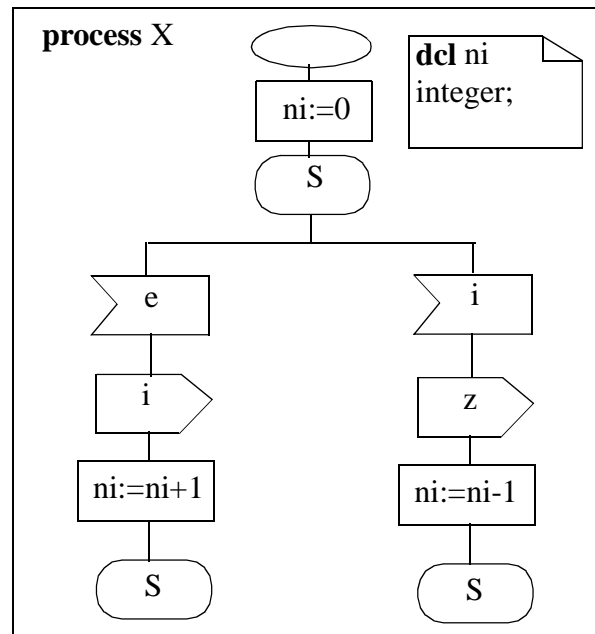 process X
dcl ni
integer;
ni:=0
S
e
i
i
z
ni:=ni+1
ni:=ni-1
S
S